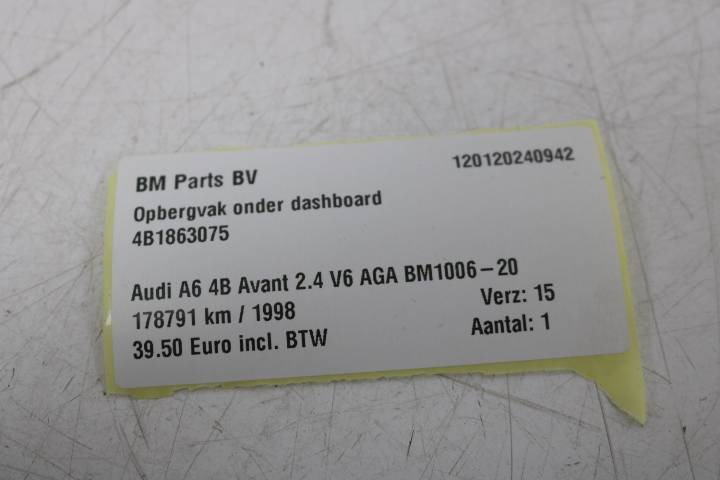 BM Parts BV 120120240942
Opbergvak onder dashboard
4B1863075
Audi A6 4B Avant 2.4 V6 AGA BM1006-20
178791 km / 1998 Verz: 15
39.50 Euro incl. BTW Aantal: 1